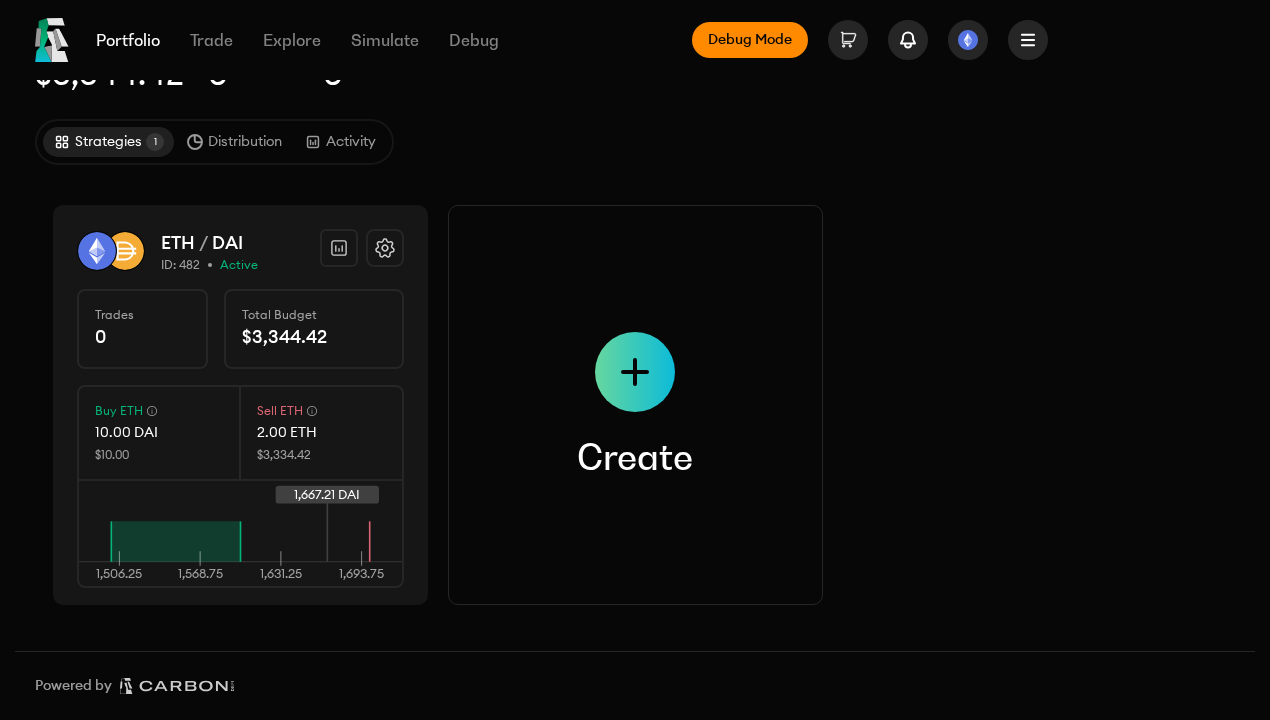 Portfolio Trade Explore Simulate Debug Debug Mode
Strategies 1 Distribution Activity
ETH / DAI
ID: 482 • Active
Trades Total Budget
0 $3,344.42
Buy ETH Sell ETH
10.00 DAI 2.00 ETH
$10.00 $3,334.42
1,667.21 DAI
1,506.25 1,568.75 1,631.25 1,693.75
Create
Powered by CARBON